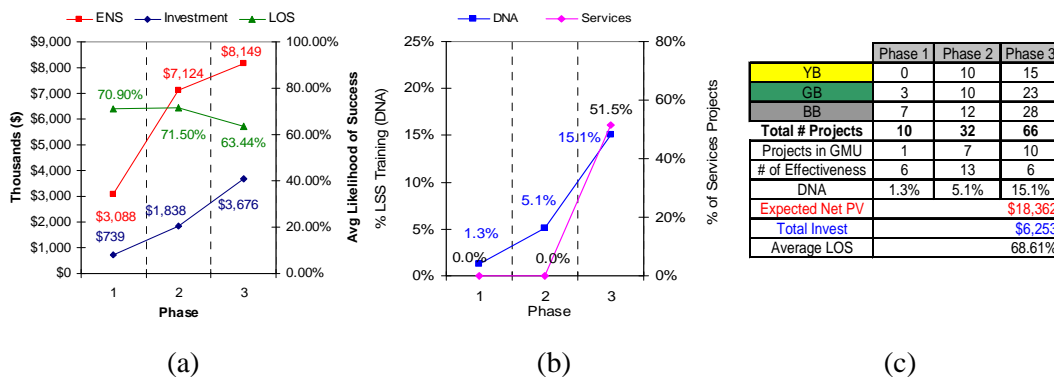 ENS Investment LOS
$9,000
$8,000
$7,000
$6,000
$5,000
$4,000
$3,000
$2,000
$1,000
$0
Thousands ($)
100.00%
80.00%
60.00%
40.00%
20.00%
0.00%
Avg Likelihood of Success
$8,149
$7,124
70.90%
71.50%
63.44%
$3,088
$1,838
$3,676
$739
1 2 3
Phase
(a)
DNA Services
25%
20%
15%
10%
5%
0%
% LSS Training (DNA)
80%
60%
40%
20%
0%
% of Services Projects
51.5%
15.1%
5.1%
1.3%
0.0%
0.0%
1 2 3
Phase
(b)
Phase 1 Phase 2 Phase 3
YB 0 10 15
GB 3 10 23
BB 7 12 28
Total # Projects 10 32 66
Projects in GMU 1 7 10
# of Effectiveness 6 13 6
DNA 1.3% 5.1% 15.1%
Expected Net PV $18,362
Total Invest $6,253
Average LOS 68.61%
(c)